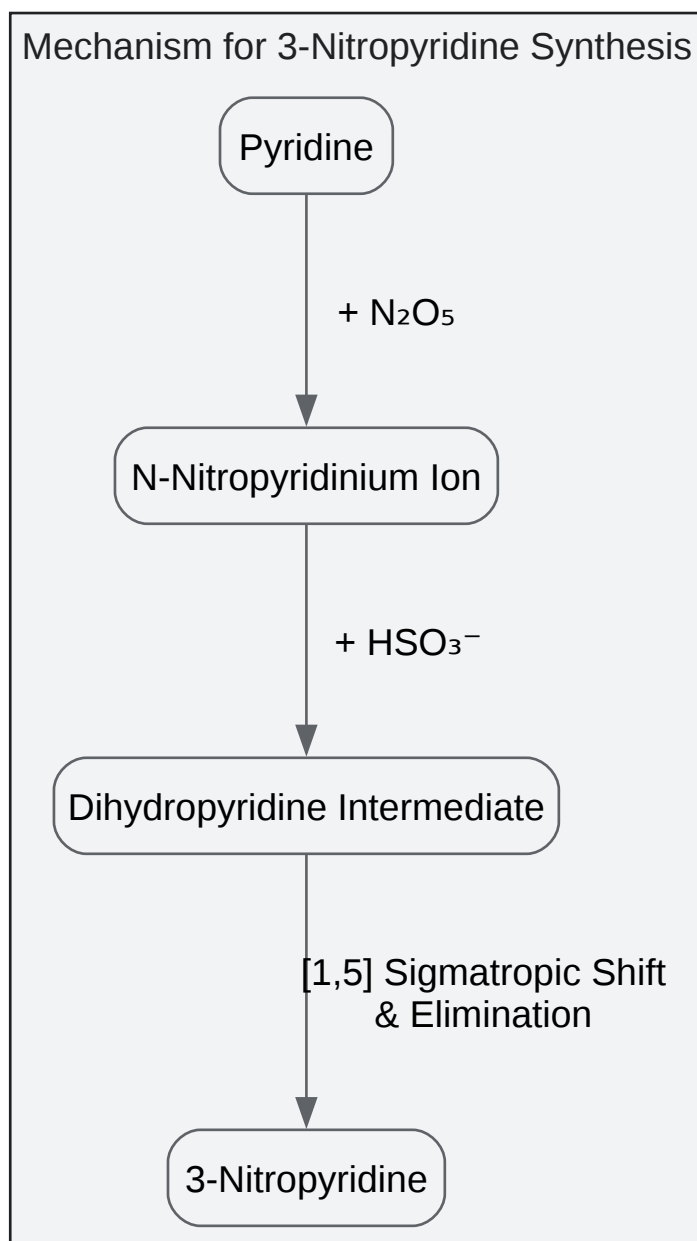 Mechanism for 3-Nitropyridine Synthesis
Pyridine
+ N₂O₅
N-Nitropyridinium Ion
+ HSO₃⁻
Dihydropyridine Intermediate
[1,5] Sigmatropic Shift
& Elimination
3-Nitropyridine